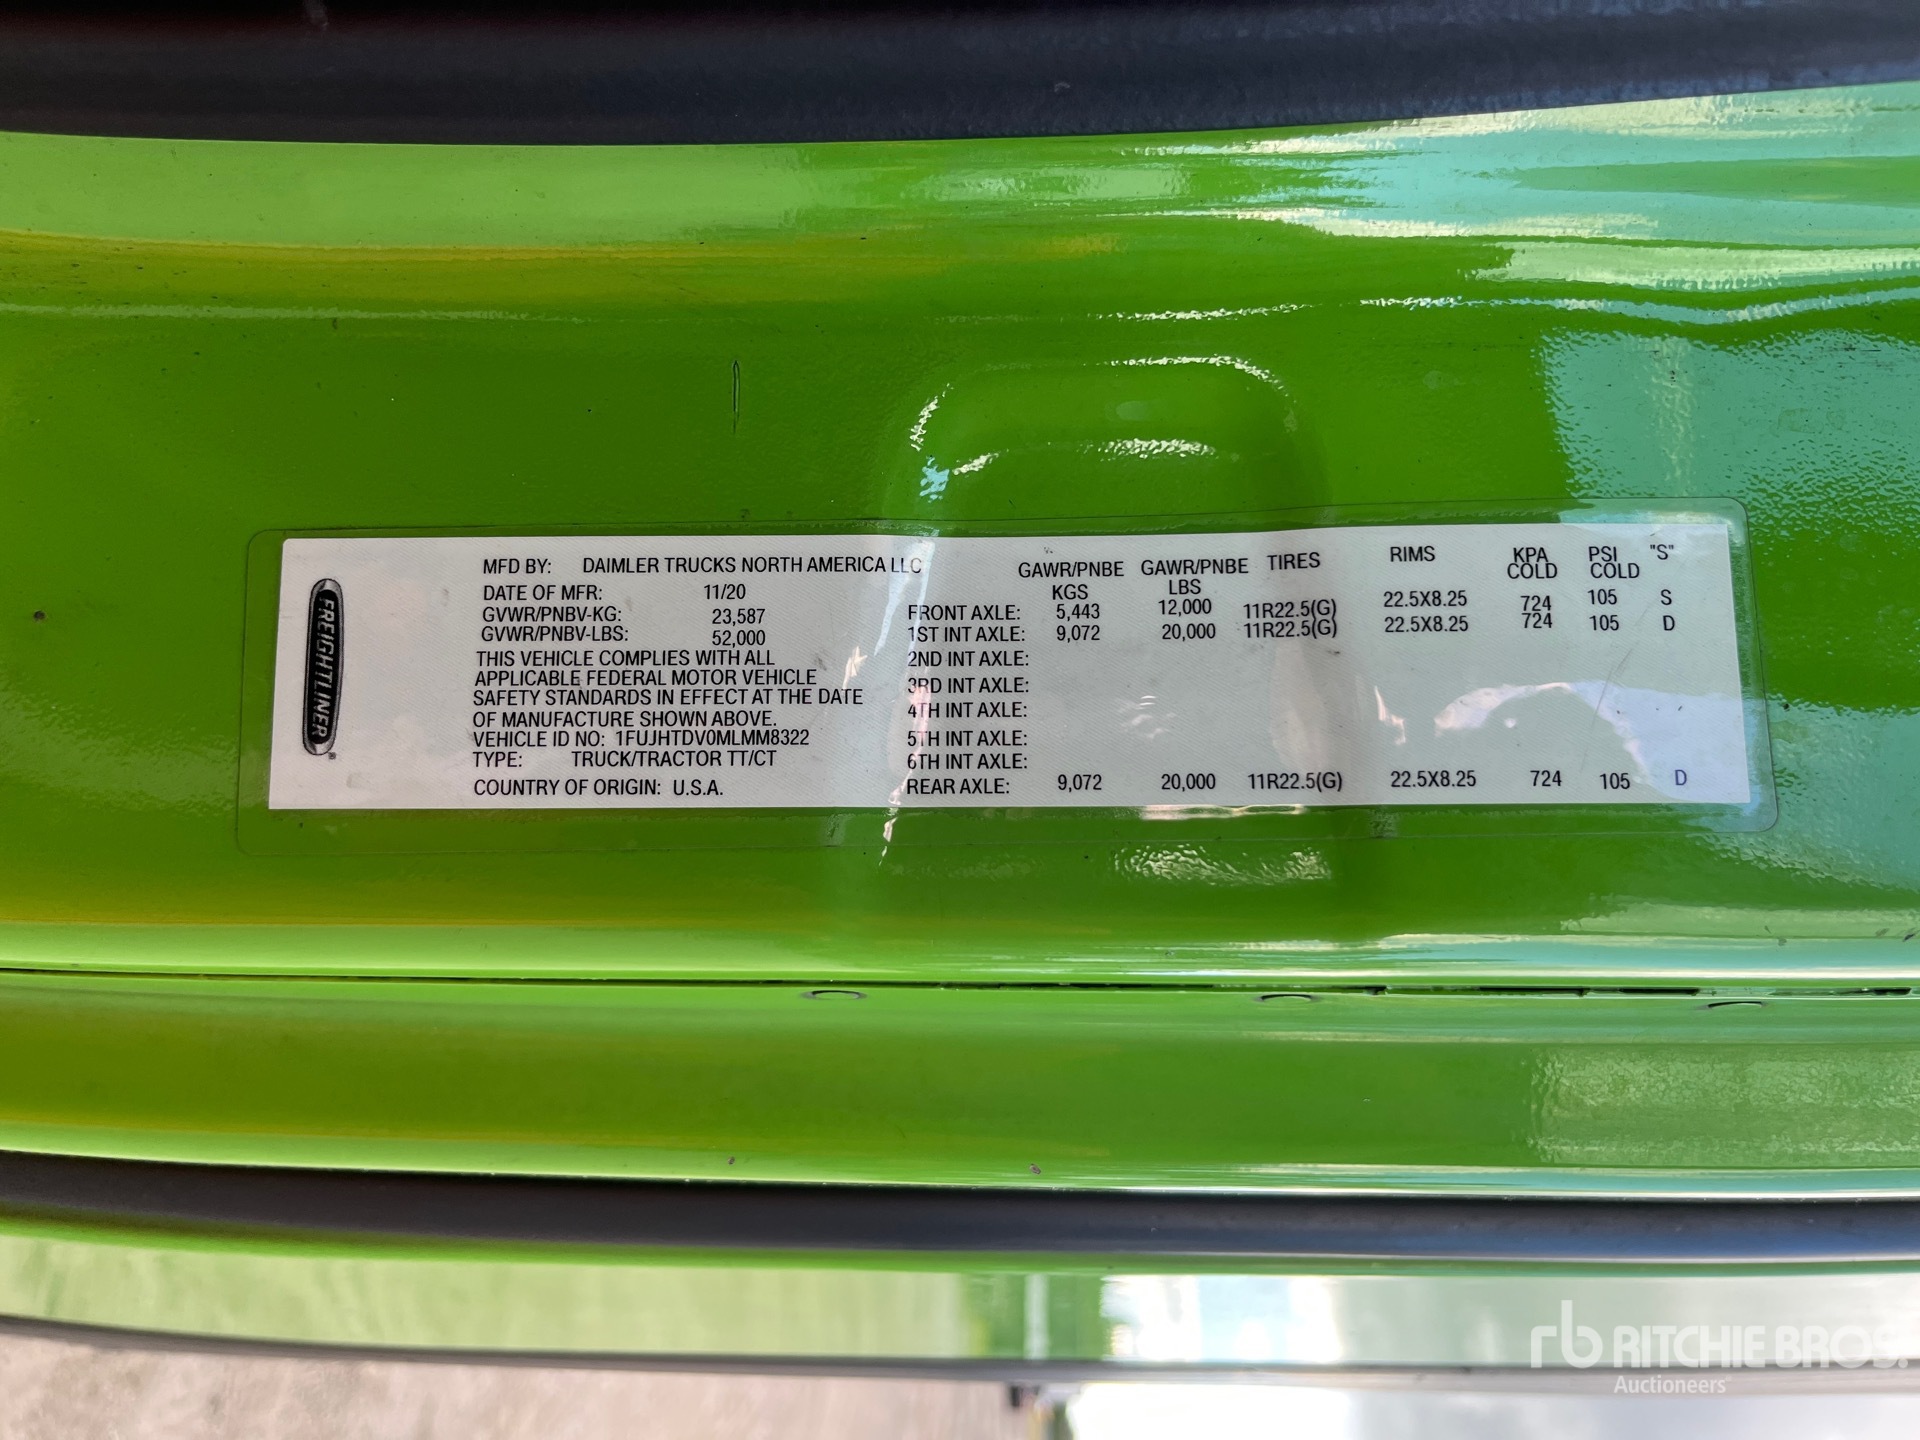 FREIGHTLINER
MFD BY: DAIMLER TRUCKS NORTH AMERICA LLC
DATE OF MFR: 11/20
GVWR/PNBV-KG: 23,587
GVWR/PNBV-LBS: 52,000
THIS VEHICLE COMPLIES WITH ALL
APPLICABLE FEDERAL MOTOR VEHICLE
SAFETY STANDARDS IN EFFECT AT THE DATE
OF MANUFACTURE SHOWN ABOVE.
VEHICLE ID NO: 1FUJHTDV0MLMM8322
TYPE: TRUCK/TRACTOR TT/CT
COUNTRY OF ORIGIN: U.S.A.
GAWR/PNBE GAWR/PNBE TIRES RIMS KPA PSI "S"
KGS LBS COLD COLD
FRONT AXLE: 5,443 12,000 11R22.5(G) 22.5X8.25 724 105 S
1ST INT AXLE: 9,072 20,000 11R22.5(G) 22.5X8.25 724 105 D
2ND INT AXLE:
3RD INT AXLE:
4TH INT AXLE:
5TH INT AXLE:
6TH INT AXLE:
REAR AXLE: 9,072 20,000 11R22.5(G) 22.5X8.25 724 105 D
rb RITCHIE BROS.
Auctioneers